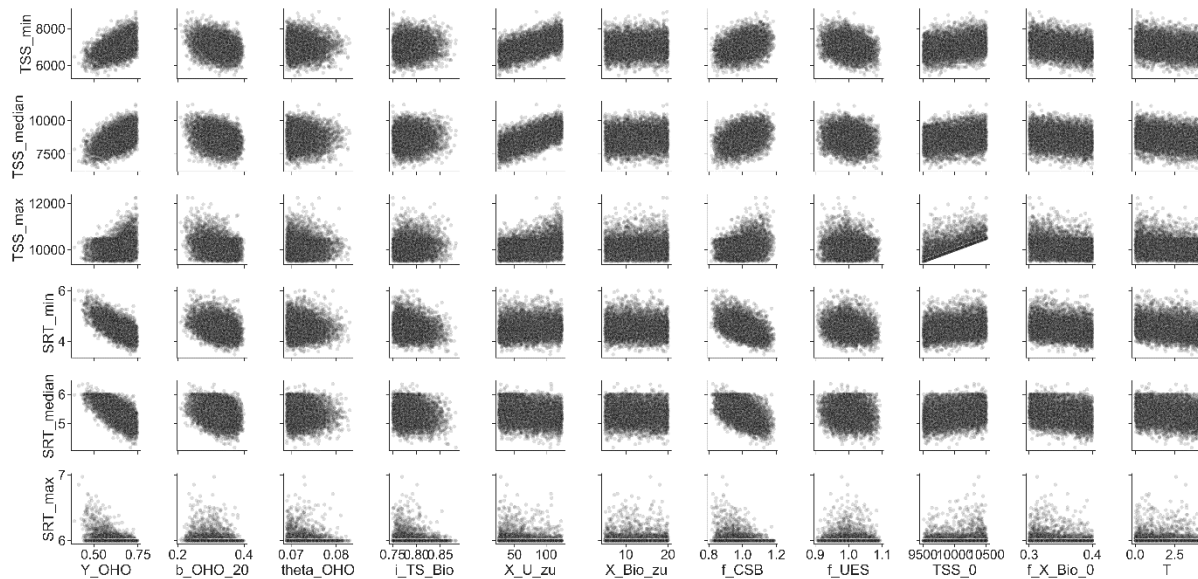 8000
TSS_min
6000
10000
TSS_median
7500
12000
TSS_max
10000
6
SRT_min
4
6
SRT_median
5
7
SRT_max
6
0.50 0.75 0.2 0.4 0.07 0.08 0.75 0.80 0.85 50 100 10 20 0.8 1.0 1.2 0.9 1.0 1.1 9500 10000 10500 0.3 0.4 0.0 2.5
Y_OHO b_OHO_20 theta_OHO i_TS_Bio X_U_zu X_Bio_zu f_CSB f_UES TSS_0 f_X_Bio_0 T